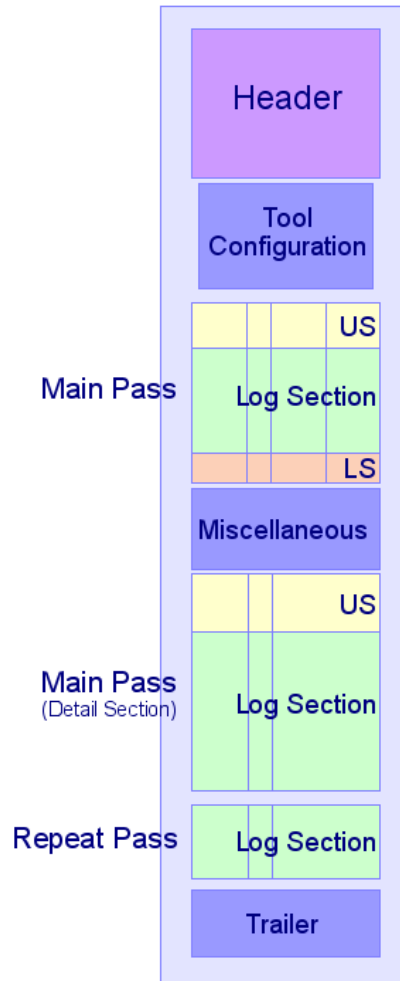 Header
Tool
Configuration
US
Main Pass
Log Section
LS
Miscellaneous
US
Main Pass
(Detail Section)
Log Section
Repeat Pass
Log Section
Trailer